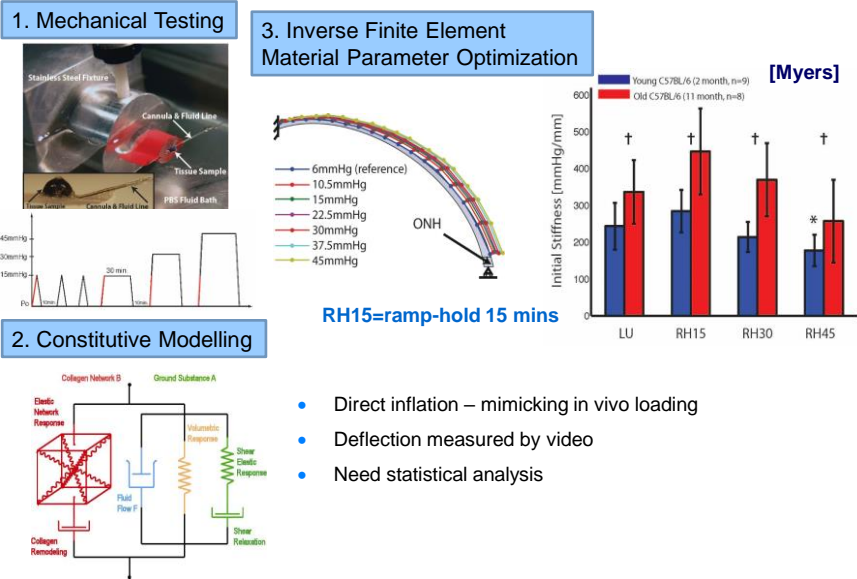 1. Mechanical Testing
Stainless Steel Fixture
Cannula & Fluid Line
Tissue Sample
Tissue Sample
Cannula & Fluid Line
PBS Fluid Bath
45mmHg
30mmHg
15mmHg
Po
10min
30 min
10min
2. Constitutive Modelling
Collagen Network B
Ground Substance A
Elastic
Network
Response
Volumetric
Response
Shear
Elastic
Response
Fluid
Flow F
Collagen
Remodeling
Shear
Relaxation
3. Inverse Finite Element
Material Parameter Optimization
6mmHg (reference)
10.5mmHg
15mmHg
22.5mmHg
30mmHg
37.5mmHg
45mmHg
ONH
A
RH15=ramp-hold 15 mins
[Myers]
Young C57BL/6 (2 month, n=9)
Old C57BL/6 (11 month, n=8)
Initial Stiffness [mmHg/mm]
600
500
400
300
200
100
0
† † † †
*
LU RH15 RH30 RH45
• Direct inflation – mimicking in vivo loading
• Deflection measured by video
• Need statistical analysis